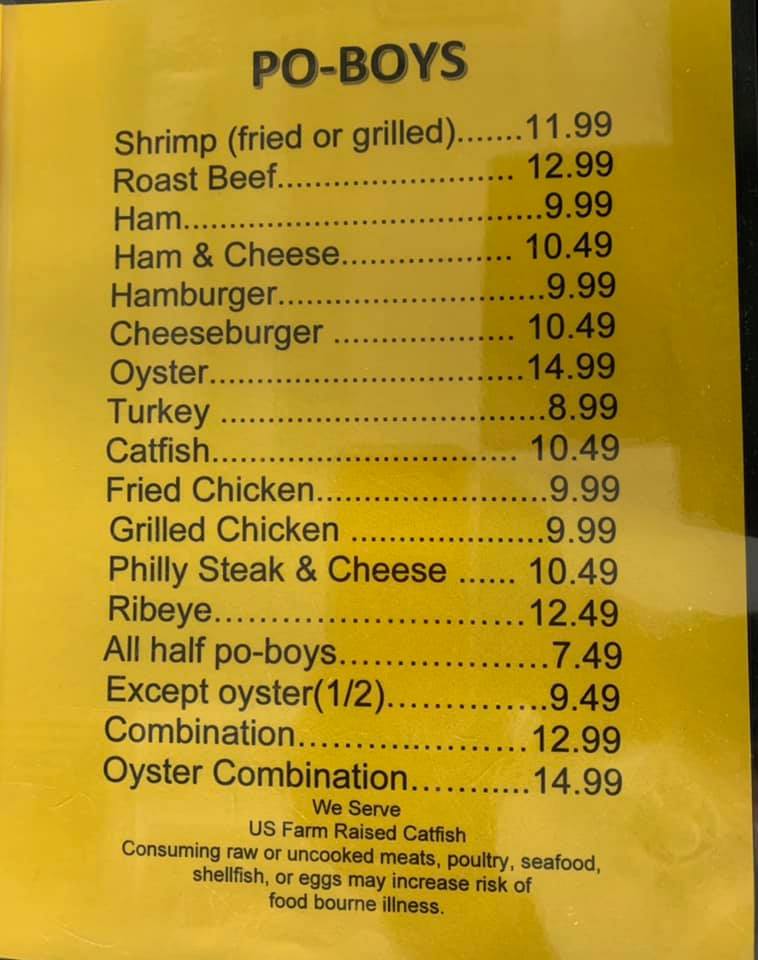 PO-BOYS
Shrimp (fried or grilled).......11.99
Roast Beef............................ 12.99
Ham.........................................9.99
Ham & Cheese.................... 10.49
Hamburger..............................9.99
Cheeseburger ..................... 10.49
Oyster....................................14.99
Turkey .....................................8.99
Catfish................................... 10.49
Fried Chicken..........................9.99
Grilled Chicken ......................9.99
Philly Steak & Cheese ...... 10.49
Ribeye...................................12.49
All half po-boys.....................7.49
Except oyster(1/2)................9.49
Combination.........................12.99
Oyster Combination...........14.99
We Serve
US Farm Raised Catfish
Consuming raw or uncooked meats, poultry, seafood,
shellfish, or eggs may increase risk of
food bourne illness.